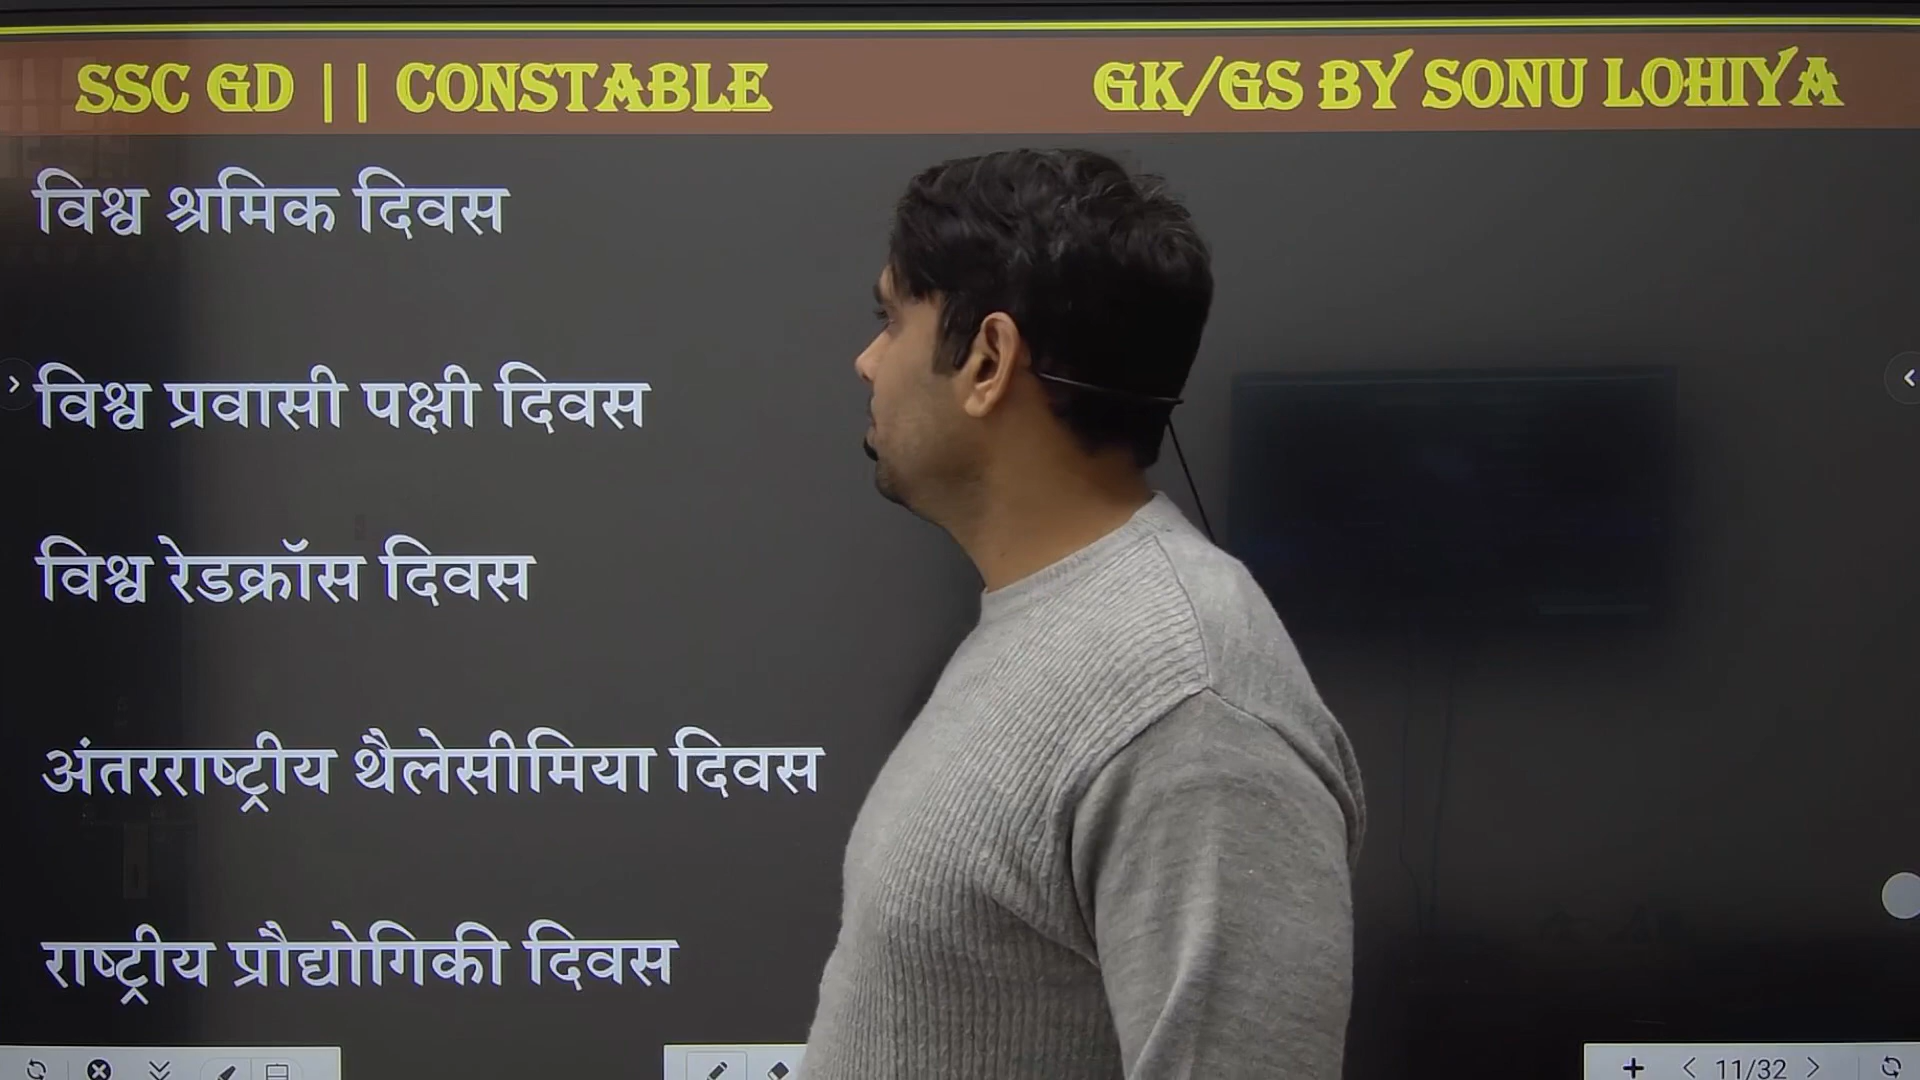 SSC GD || CONSTABLE GK/GS BY SONU LOHIYA
विश्व श्रमिक दिवस
विश्व प्रवासी पक्षी दिवस
विश्व रेडक्रॉस दिवस
अंतरराष्ट्रीय थैलेसीमिया दिवस
राष्ट्रीय प्रौद्योगिकी दिवस
11/32